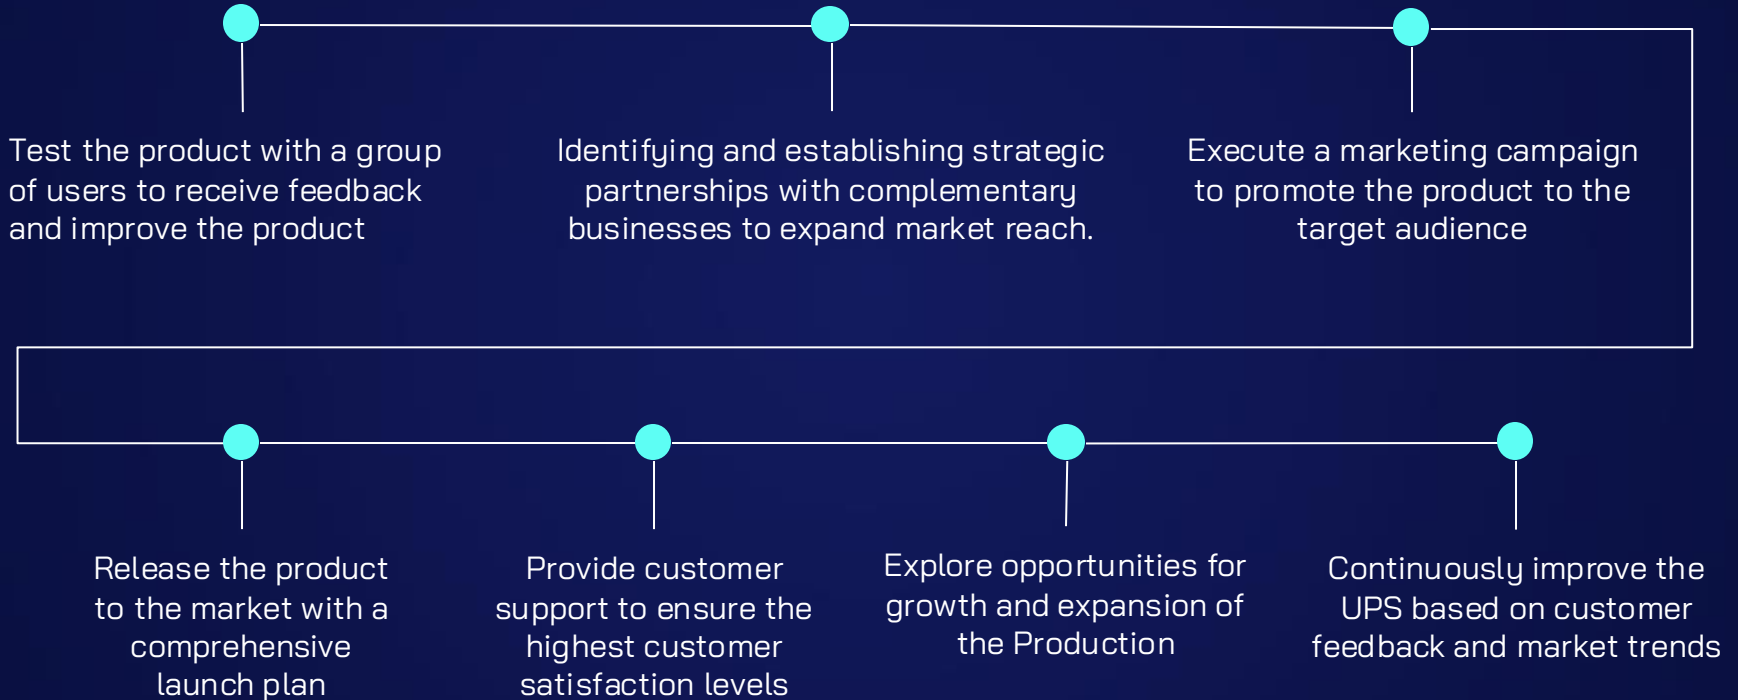 Test the product with a group
of users to receive feedback
and improve the product
Identifying and establishing strategic
partnerships with complementary
businesses to expand market reach.
Execute a marketing campaign
to promote the product to the
target audience
Release the product
to the market with a
comprehensive
launch plan
Provide customer
support to ensure the
highest customer
satisfaction levels
Explore opportunities for
growth and expansion of
the Production
Continuously improve the
UPS based on customer
feedback and market trends